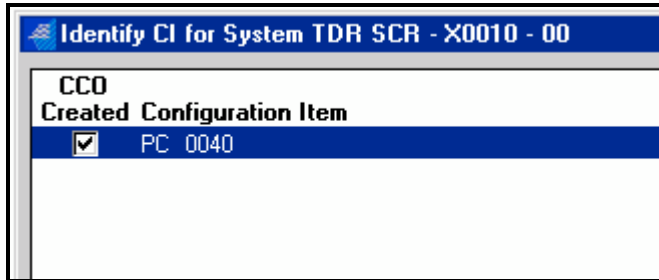 Identify CI for System TDR SCR - X0010 - 00
CCO
Created Configuration Item
PC 0040